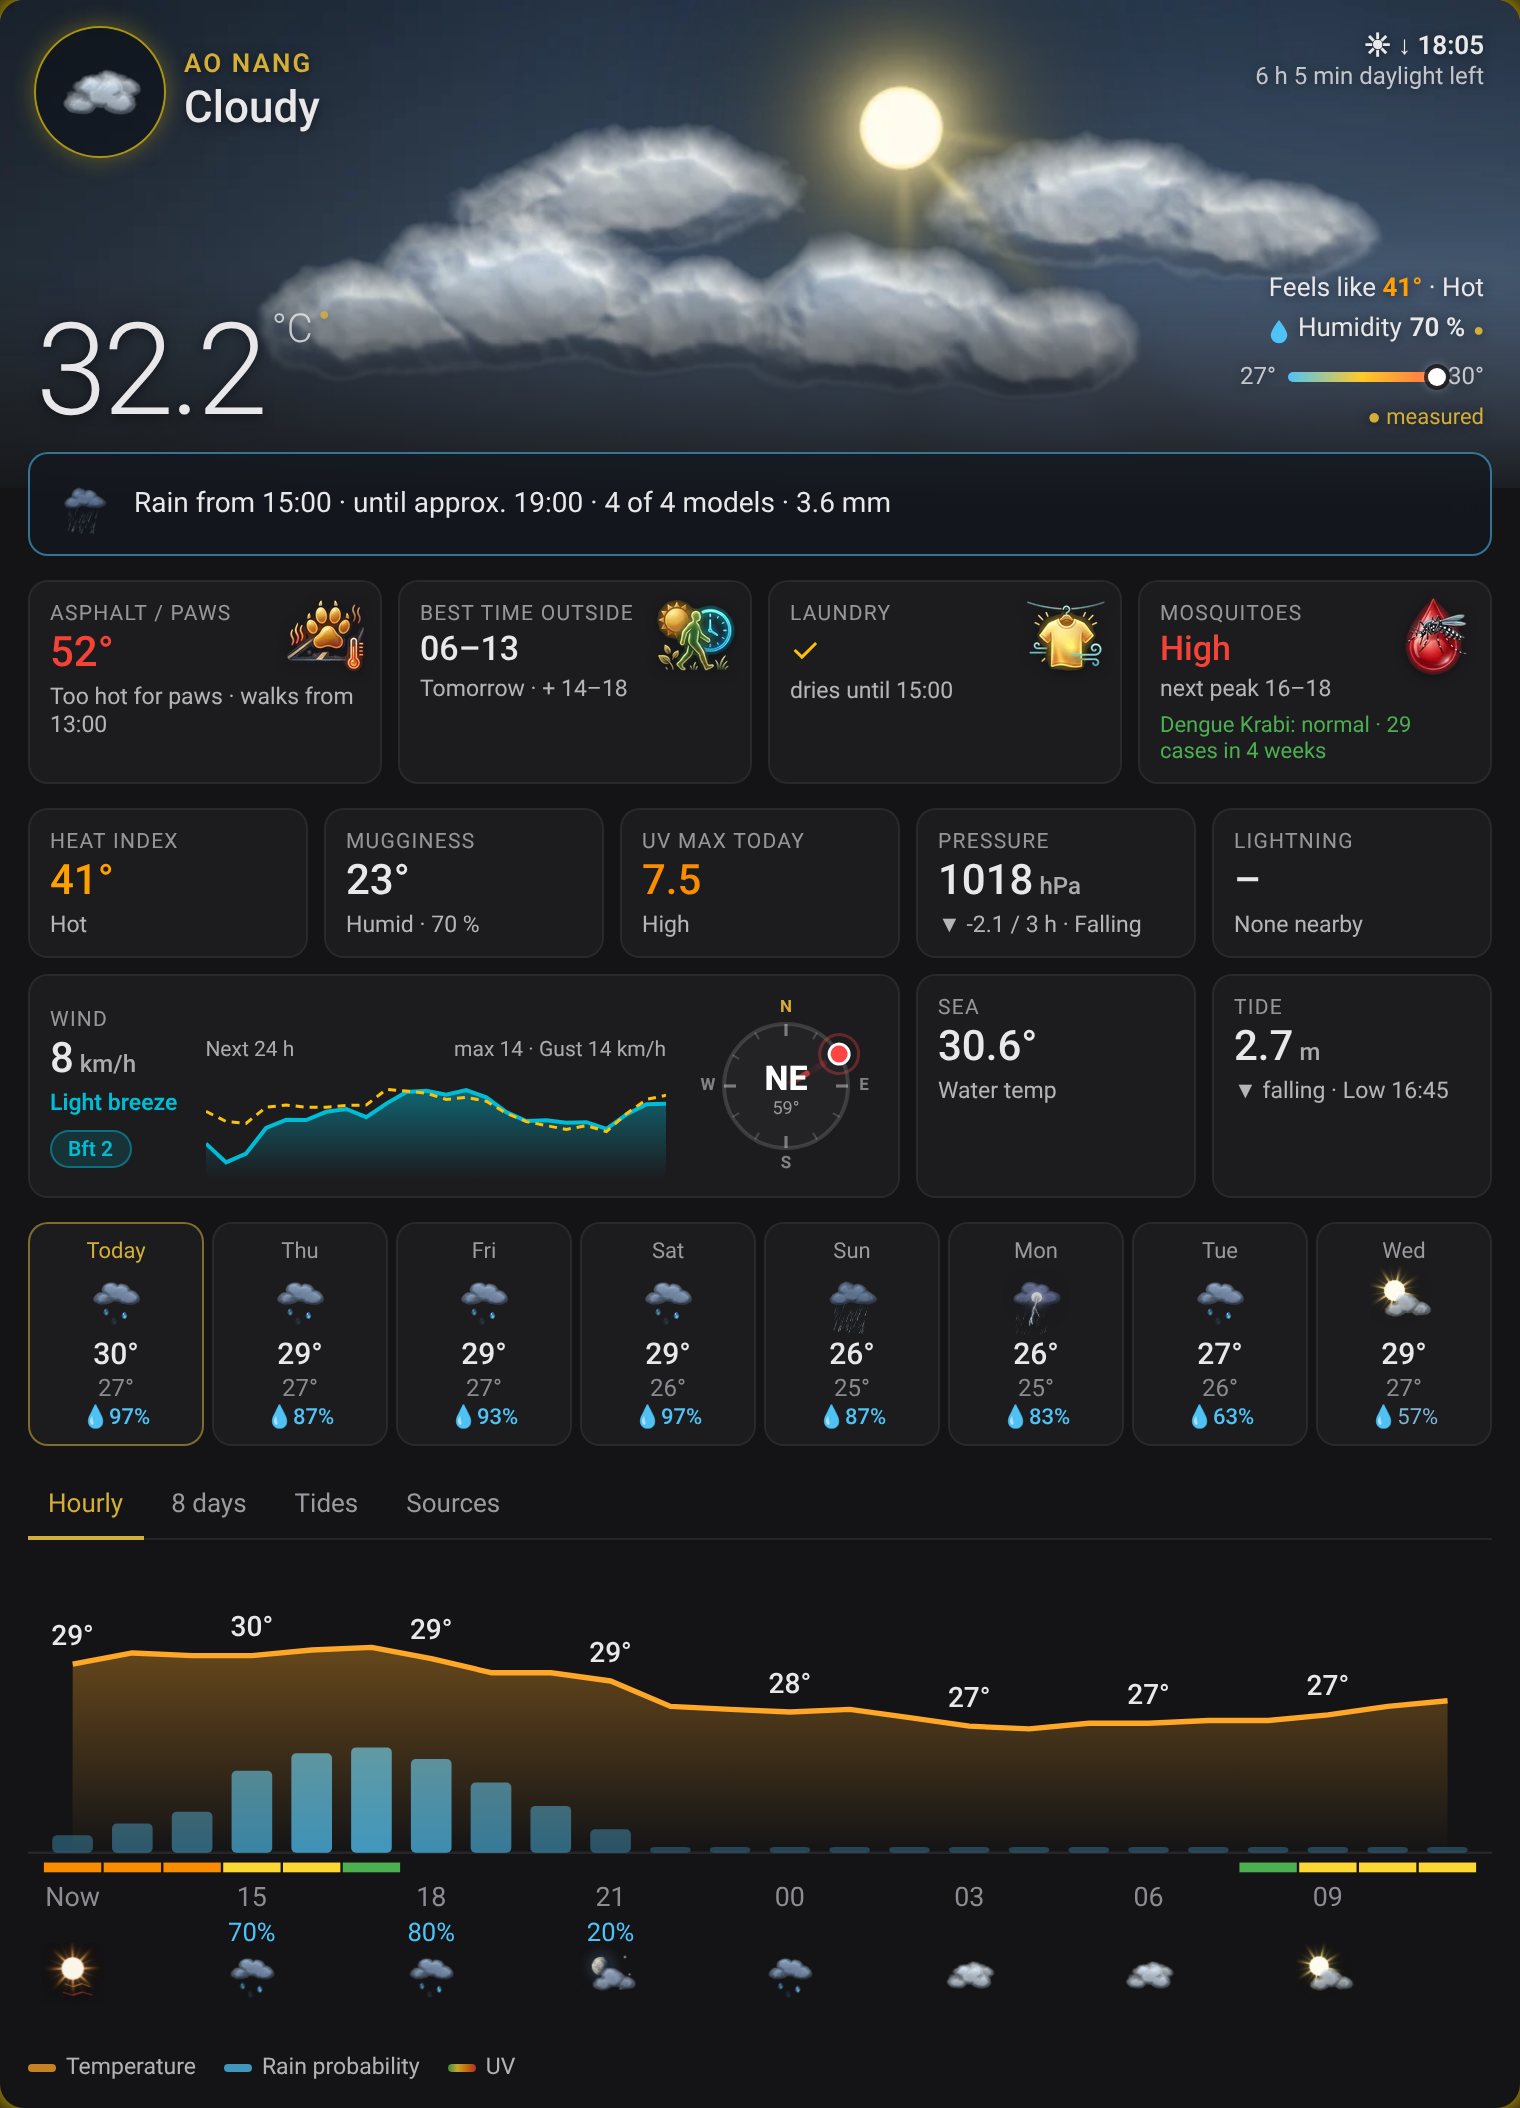 AO NANG
Cloudy
☀ ↓ 18:05
6 h 5 min daylight left
32.2 °C
Feels like 41° · Hot
Humidity 70 %
27° 30°
measured
Rain from 15:00 · until approx. 19:00 · 4 of 4 models · 3.6 mm
ASPHALT / PAWS
52°
Too hot for paws · walks from
13:00
BEST TIME OUTSIDE
06–13
Tomorrow · + 14–18
LAUNDRY
✓
dries until 15:00
MOSQUITOES
High
next peak 16–18
Dengue Krabi: normal · 29
cases in 4 weeks
HEAT INDEX
41°
Hot
MUGGINESS
23°
Humid · 70 %
UV MAX TODAY
7.5
High
PRESSURE
1018 hPa
▼ -2.1 / 3 h · Falling
LIGHTNING
–
None nearby
WIND
8 km/h
Light breeze
Bft 2
Next 24 h
max 14 · Gust 14 km/h
N
W
NE
E
59°
S
SEA
30.6°
Water temp
TIDE
2.7 m
▼ falling · Low 16:45
Today
30°
27°
97%
Thu
29°
27°
87%
Fri
29°
27°
93%
Sat
29°
26°
97%
Sun
26°
25°
87%
Mon
26°
25°
83%
Tue
27°
26°
63%
Wed
29°
27°
57%
Hourly 8 days Tides Sources
29° 30° 29° 29° 28° 27° 27° 27°
Now 15 18 21 00 03 06 09
70% 80% 20%
Temperature Rain probability UV